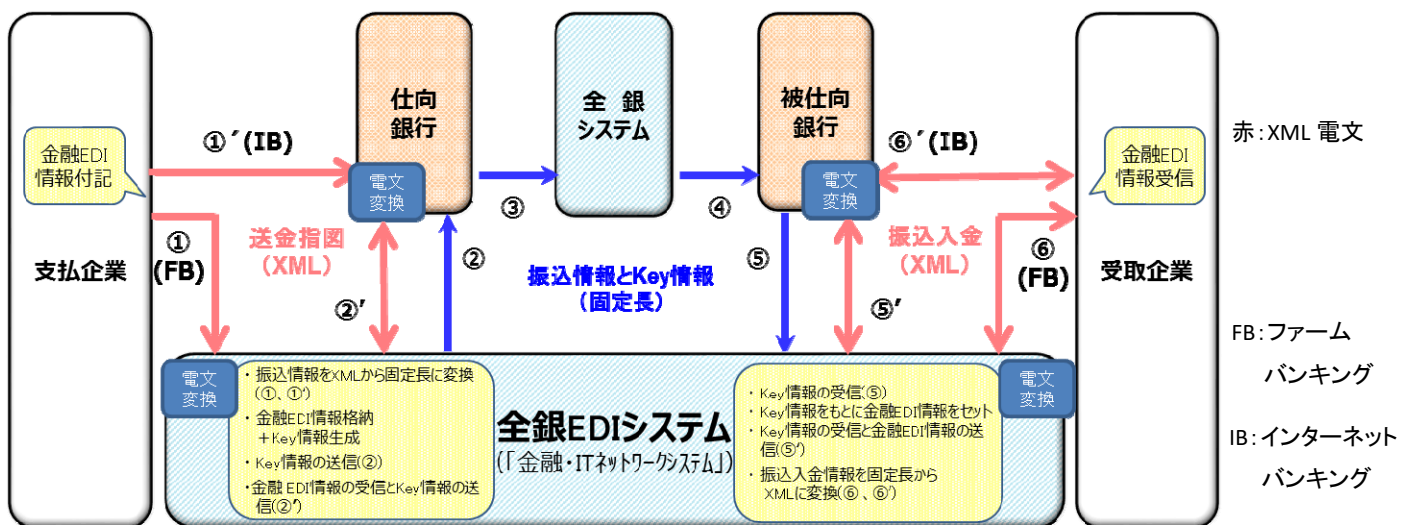 仕向
銀行
全 銀
システム
被仕向
銀行
金融EDI
情報付記
①´(IB)
電文
変換
③
④
⑥´(IB)
電文
変換
金融EDI
情報受信
赤：XML 電文
支払企業
①
(FB)
送金指図
(XML)
②
②’
振込情報とKey情報
(固定長)
⑤
⑤’
振込入金
(XML)
⑥
(FB)
受取企業
FB：ファーム
バンキング
IB：インターネット
バンキング
電文
変換
・振込情報をXMLから固定長に変換
(①、①’)
・金融EDI情報格納
＋Key情報生成
・Key情報の送信(②)
・金融 EDI情報の受信とKey情報の送
信(②’)
全銀EDIシステム
(「金融・ITネットワークシステム」)
・Key情報の受信(⑤)
・Key情報をもとに金融EDI情報をセット
・Key情報の受信と金融EDI情報の送
信(⑤’)
・振込入金情報を固定長から
XMLに変換(⑥、⑥’)
電文
変換